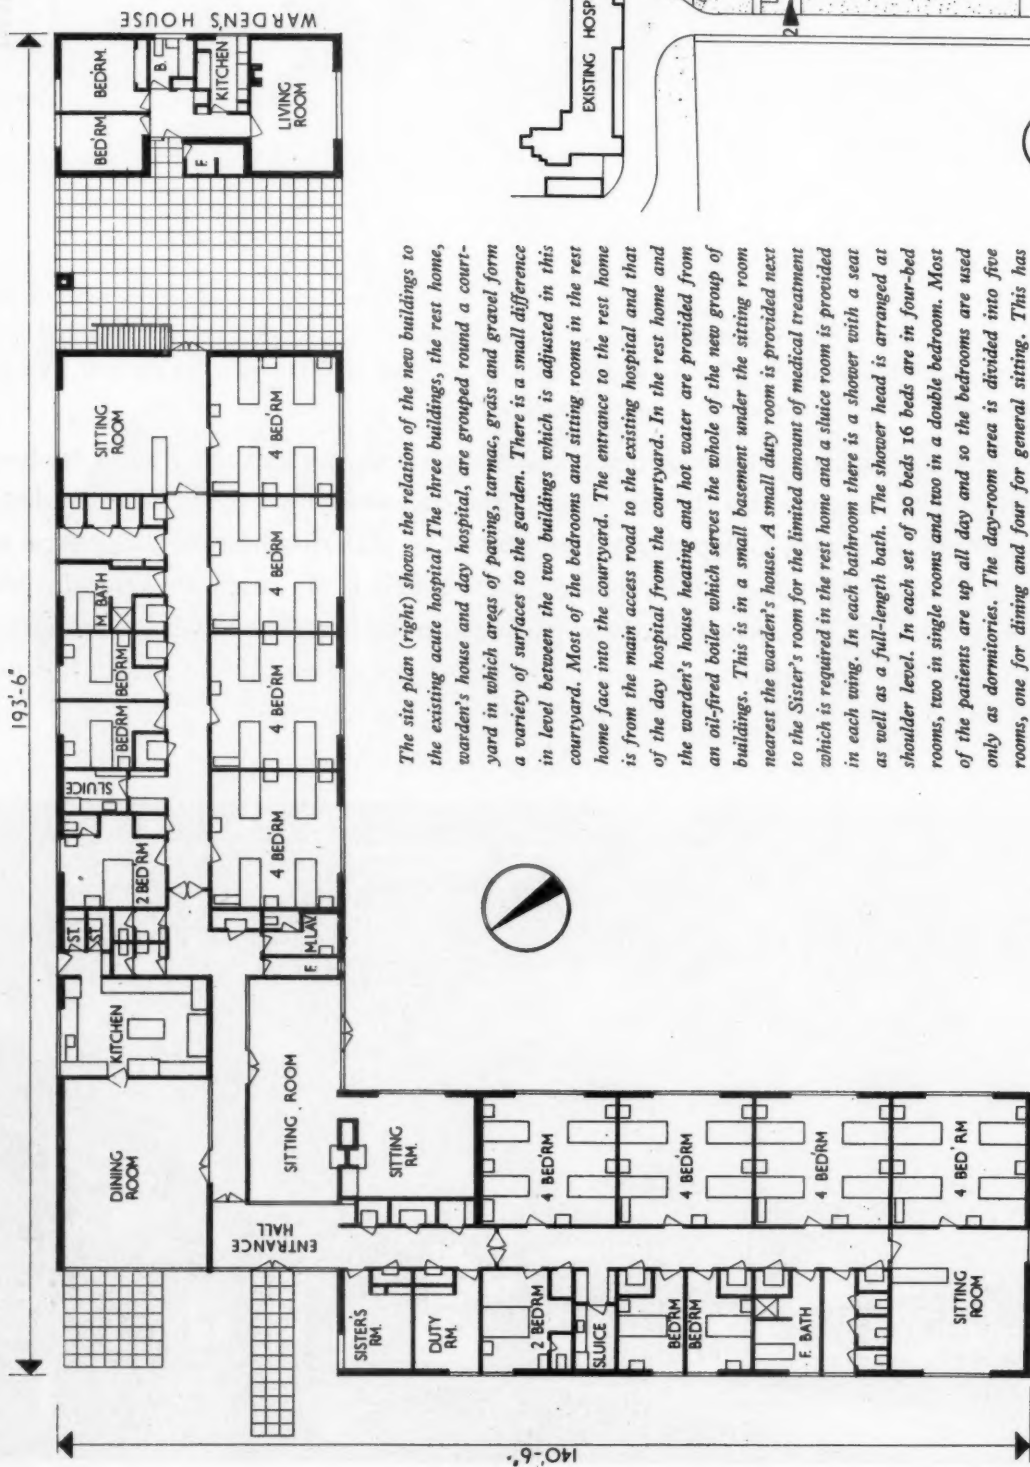 193'-6"
WARDEN'S HOUSE
BEDRM.
BED'RM
B.
KITCHEN
LIVING
ROOM
F.
SITTING
ROOM
4 BED'RM
4 BEDRM
4 BED'RM
4 BED'RM
M BATH
BED'RM
BEDRM
SLUICE
2 BED'RM
ST.
ST.
M.LAV.
F.
KITCHEN
DINING
ROOM
SITTING ROOM
SITTING
RM.
ENTRANCE
HALL
SISTER'S
RM.
DUTY
RM.
2 BEDRM
SLUICE
BED'RM
BED'RM
F. BATH
SITTING
ROOM
4 BED'RM
4 BED'RM
4 BED'RM
4 BED' RM
140'-6"
EXISTING HOSP
2
The site plan (right) shows the relation of the new buildings to
the existing acute hospital The three buildings, the rest home,
warden's house and day hospital, are grouped round a court-
yard in which areas of paving, tarmac, grass and gravel form
a variety of surfaces to the garden. There is a small difference
in level between the two buildings which is adjusted in this
courtyard. Most of the bedrooms and sitting rooms in the rest
home face into the courtyard. The entrance to the rest home
is from the main access road to the existing hospital and that
of the day hospital from the courtyard. In the rest home and
the warden's house heating and hot water are provided from
an oil-fired boiler which serves the whole of the new group of
buildings. This is in a small basement under the sitting room
nearest the warden's house. A small duty room is provided next
to the Sister's room for the limited amount of medical treatment
which is required in the rest home and a sluice room is provided
in each wing. In each bathroom there is a shower with a seat
as well as a full-length bath. The shower head is arranged at
shoulder level. In each set of 20 beds 16 beds are in four-bed
rooms, two in single rooms and two in a double bedroom. Most
of the patients are up all day and so the bedrooms are used
only as dormitories. The day-room area is divided into five
rooms, one for dining and four for general sitting. This has